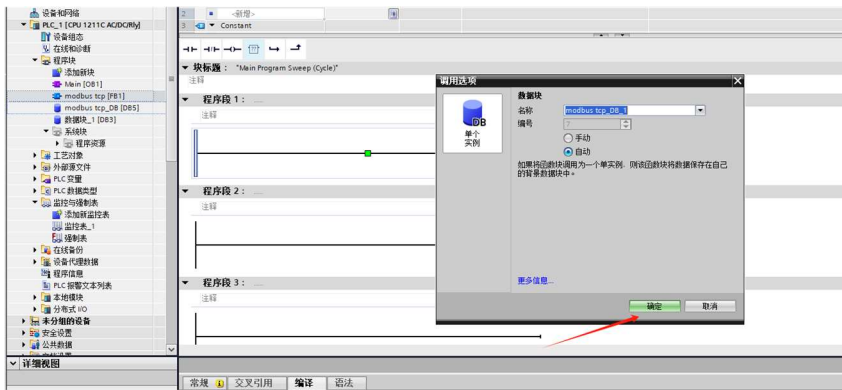 设备和网络
PLC_1 [CPU 1211C AC/DC/Rly]
设备组态
在线和诊断
程序块
添加新块
Main [OB1]
modbus tcp [FB1]
modbus tcp_DB [DB5]
数据块_1 [DB3]
系统块
程序资源
工艺对象
外部源文件
PLC 变量
PLC 数据类型
监控与强制表
添加新监控表
监控表_1
强制表
在线备份
设备代理数据
程序信息
PLC 报警文本列表
本地模块
分布式 I/O
未分组的设备
安全设置
公共数据
详细视图
2 <新增>
3 Constant
块标题： "Main Program Sweep (Cycle)"
注释
程序段 1： ......
注释
程序段 2： ......
注释
程序段 3： ......
注释
调用选项
DB
单个
实例
数据块
名称 modbus tcp_DB_1
编号 7
手动
自动
如果将函数块调用为一个单实例，则该函数块将数据保存在自己
的背景数据块中。
更多信息...
确定 取消
常规 交叉引用 编译 语法